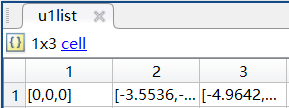 u1list
{} 1x3 cell
1 2 3
1 [0,0,0] [-3.5536,-... [-4.9642,...